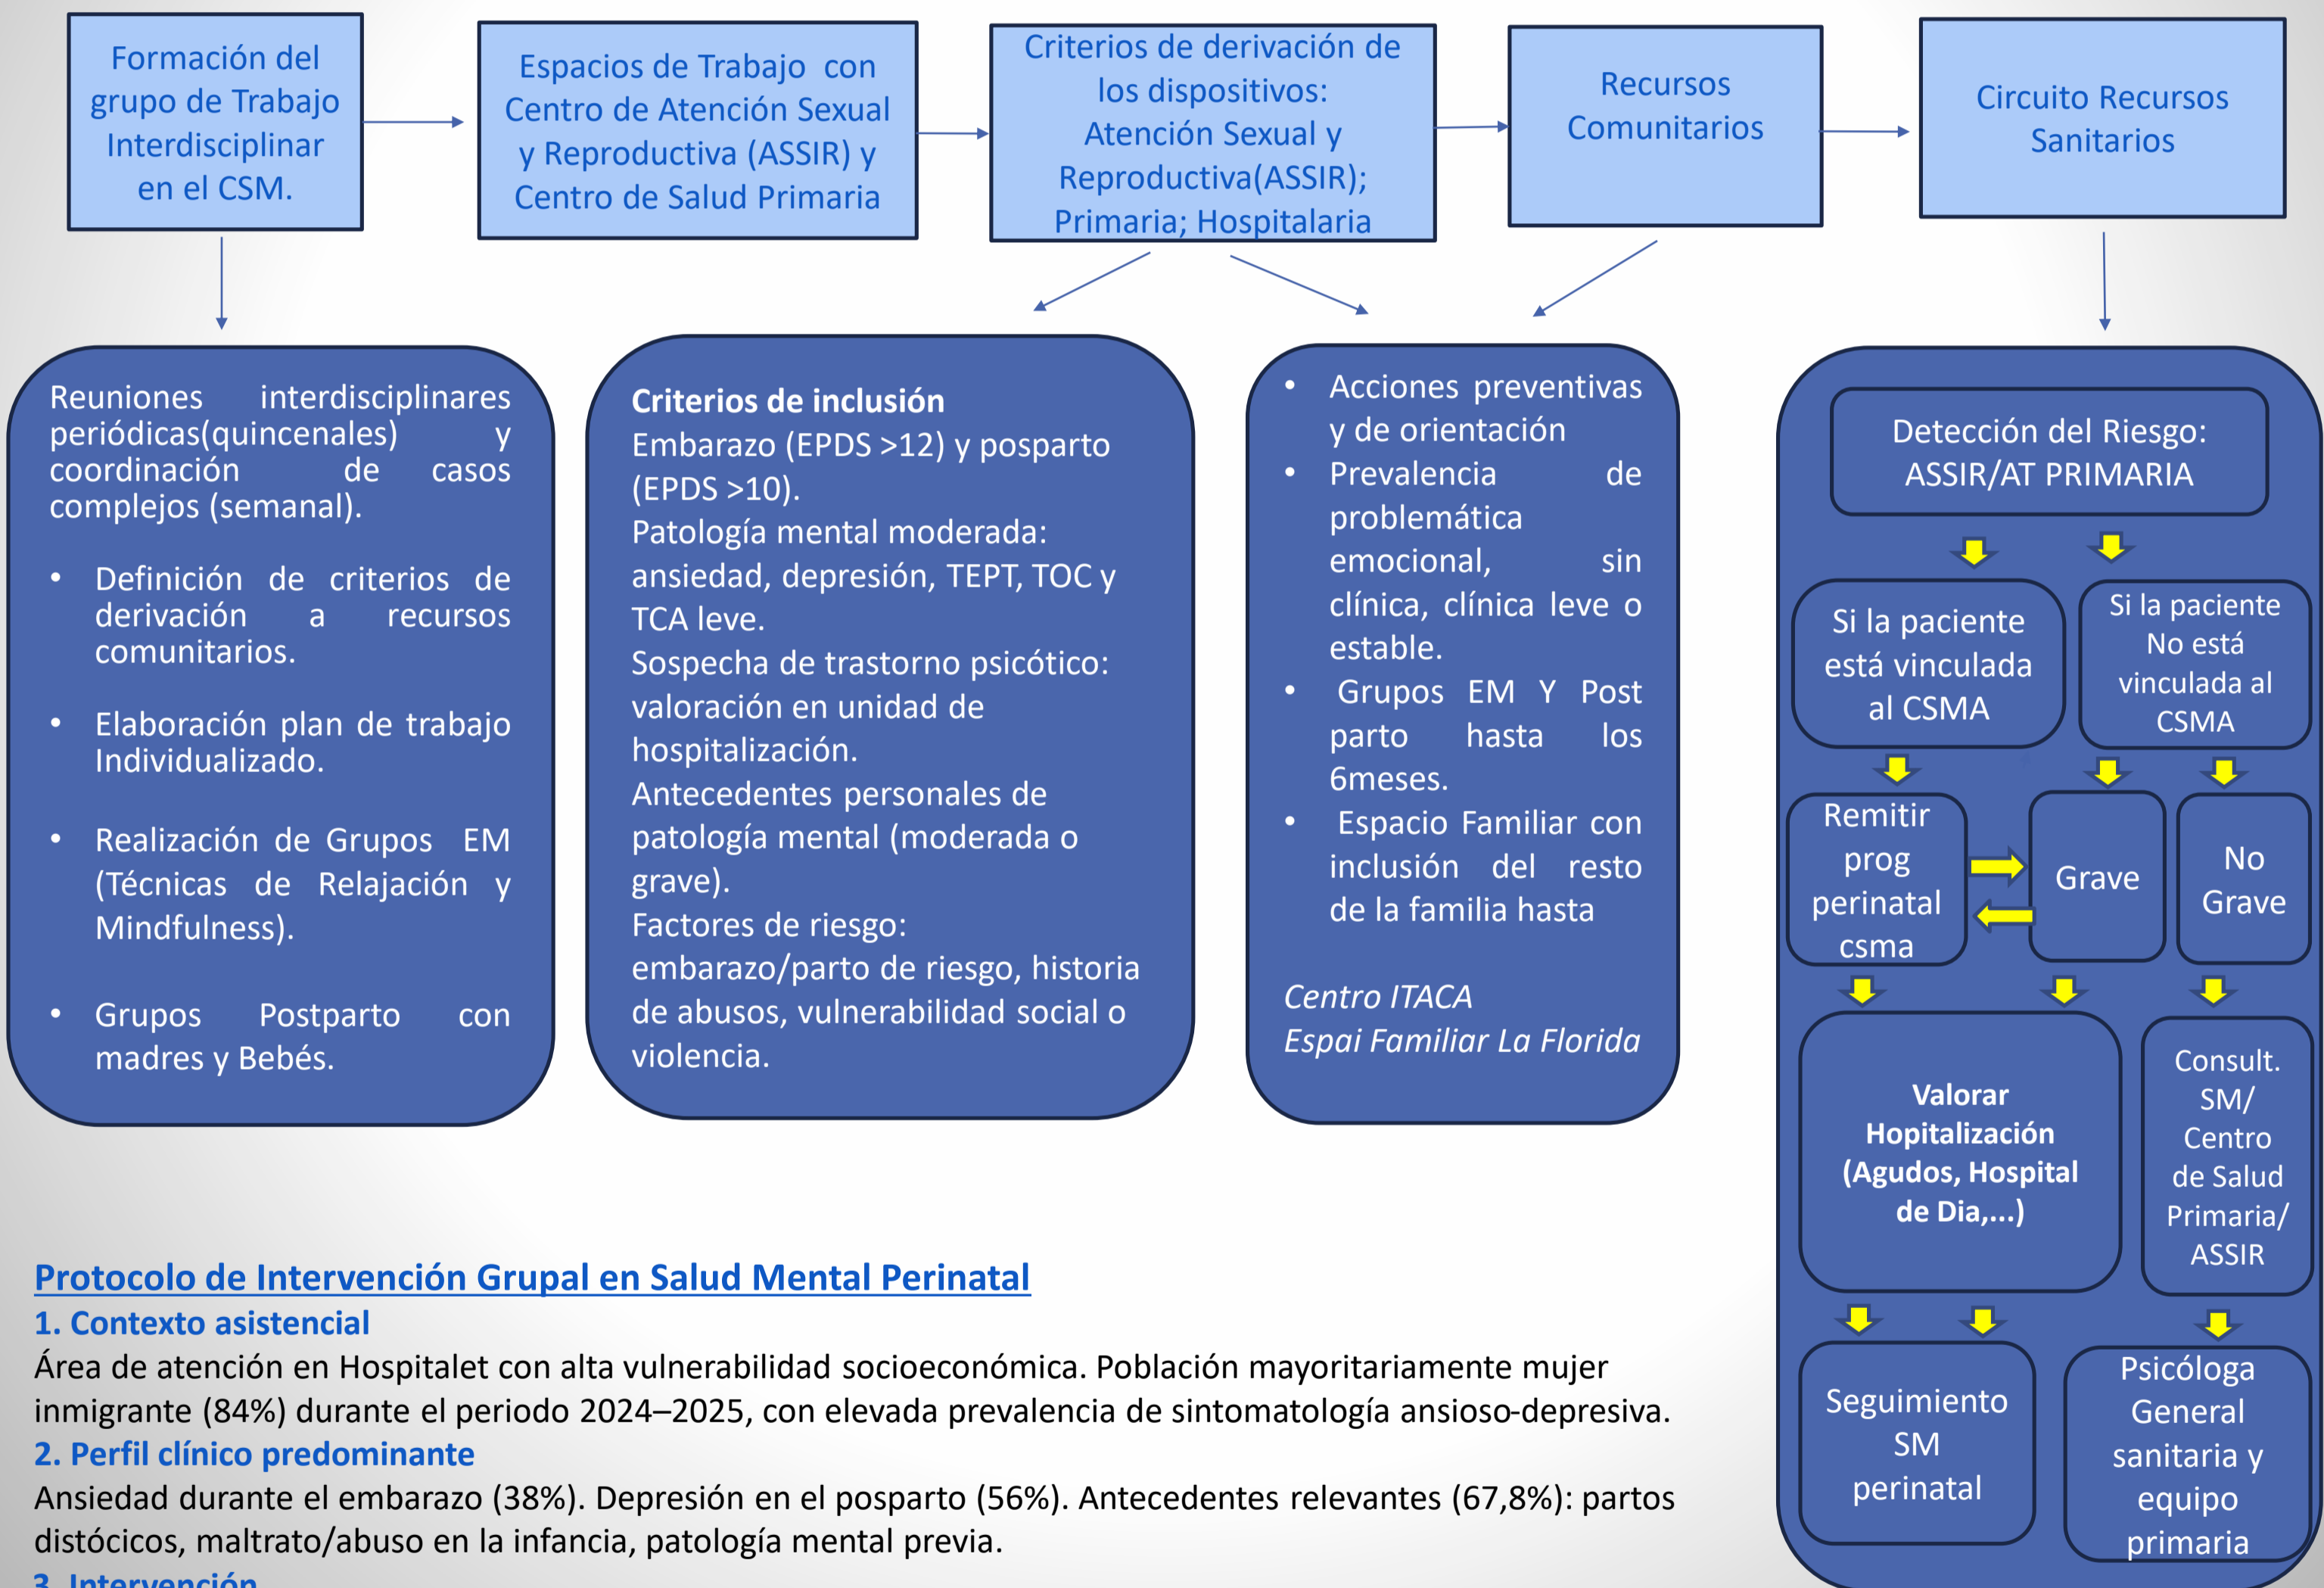 Formación del
grupo de Trabajo
Interdisciplinar
en el CSM.
Espacios de Trabajo con
Centro de Atención Sexual
y Reproductiva (ASSIR) y
Centro de Salud Primaria
Criterios de derivación de
los dispositivos:
Atención Sexual y
Reproductiva(ASSIR);
Primaria; Hospitalaria
Recursos
Comunitarios
Circuito Recursos
Sanitarios
Reuniones interdisciplinares
periódicas(quincenales) y
coordinación de casos
complejos (semanal).
• Definición de criterios de
derivación a recursos
comunitarios.
• Elaboración plan de trabajo
Individualizado.
• Realización de Grupos EM
(Técnicas de Relajación y
Mindfulness).
• Grupos Postparto con
madres y Bebés.
Criterios de inclusión
Embarazo (EPDS >12) y posparto
(EPDS >10).
Patología mental moderada:
ansiedad, depresión, TEPT, TOC y
TCA leve.
Sospecha de trastorno psicótico:
valoración en unidad de
hospitalización.
Antecedentes personales de
patología mental (moderada o
grave).
Factores de riesgo:
embarazo/parto de riesgo, historia
de abusos, vulnerabilidad social o
violencia.
• Acciones preventivas
y de orientación
• Prevalencia de
problemática
emocional, sin
clínica, clínica leve o
estable.
• Grupos EM Y Post
parto hasta los
6meses.
• Espacio Familiar con
inclusión del resto
de la familia hasta
Centro ITACA
Espai Familiar La Florida
Detección del Riesgo:
ASSIR/AT PRIMARIA
Si la paciente
está vinculada
al CSMA
Si la paciente
No está
vinculada al
CSMA
Remitir
prog
perinatal
csma
Grave
No
Grave
Valorar
Hopitalización
(Agudos, Hospital
de Dia,...)
Consult.
SM/
Centro
de Salud
Primaria/
ASSIR
Seguimiento
SM
perinatal
Psicóloga
General
sanitaria y
equipo
primaria
Protocolo de Intervención Grupal en Salud Mental Perinatal
1. Contexto asistencial
Área de atención en Hospitalet con alta vulnerabilidad socioeconómica. Población mayoritariamente mujer
inmigrante (84%) durante el periodo 2024–2025, con elevada prevalencia de sintomatología ansioso-depresiva.
2. Perfil clínico predominante
Ansiedad durante el embarazo (38%). Depresión en el posparto (56%). Antecedentes relevantes (67,8%): partos
distócicos, maltrato/abuso en la infancia, patología mental previa.
3. Intervención